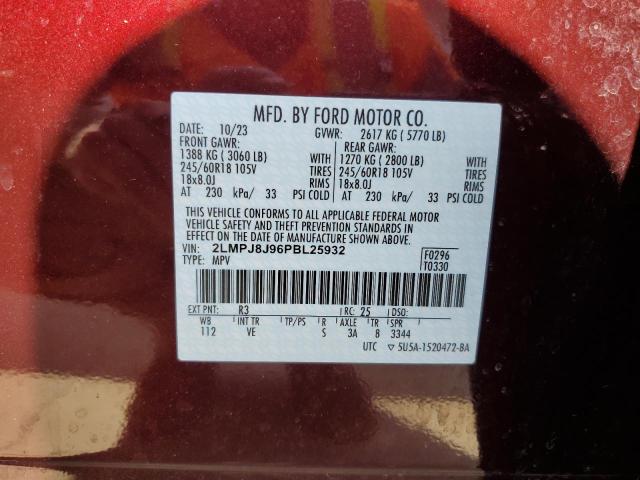 MFD. BY FORD MOTOR CO.
DATE: 10/23 GVWR: 2617 KG ( 5770 LB)
FRONT GAWR: REAR GAWR:
1388 KG ( 3060 LB) WITH 1270 KG ( 2800 LB) WITH
245/60R18 105V TIRES 245/60R18 105V TIRES
18x8.0J RIMS 18x8.0J RIMS
AT 230 kPa/ 33 PSI COLD AT 230 kPa/ 33 PSI COLD
THIS VEHICLE CONFORMS TO ALL APPLICABLE FEDERAL MOTOR
VEHICLE SAFETY AND THEFT PREVENTION STANDARDS IN
EFFECT ON THE DATE OF MANUFACTURE SHOWN ABOVE.
VIN: 2LMPJ8J96PBL25932 F0296
TYPE: MPV T0330
EXT PNT: R3 RC: 25 DSO:
WB INT TR TP/PS R AXLE TR SPR
112 VE S 3A 8 3344
UTC ▽ 5U5A-1520472-BA